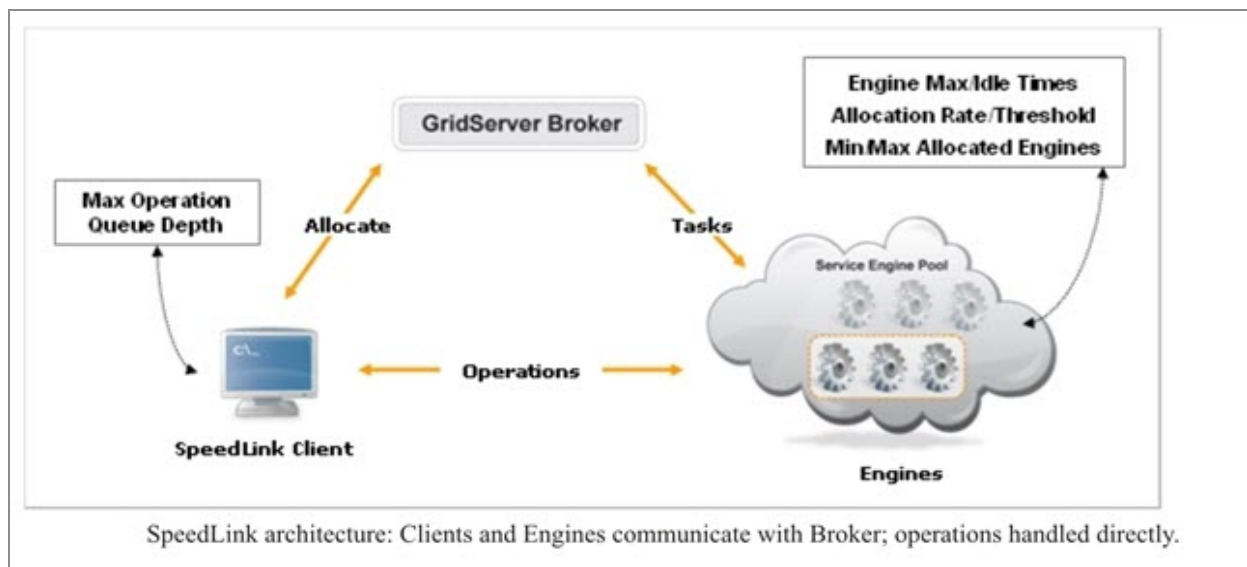 Engine Max/Idle Times
Allocation Rate/Threshold
Min/Max Allocated Engines
GridServer Broker
Max Operation
Queue Depth
Allocate
Tasks
Service Engine Pool
C:\_
Operations
SpeedLink Client
Engines
SpeedLink architecture: Clients and Engines communicate with Broker; operations handled directly.